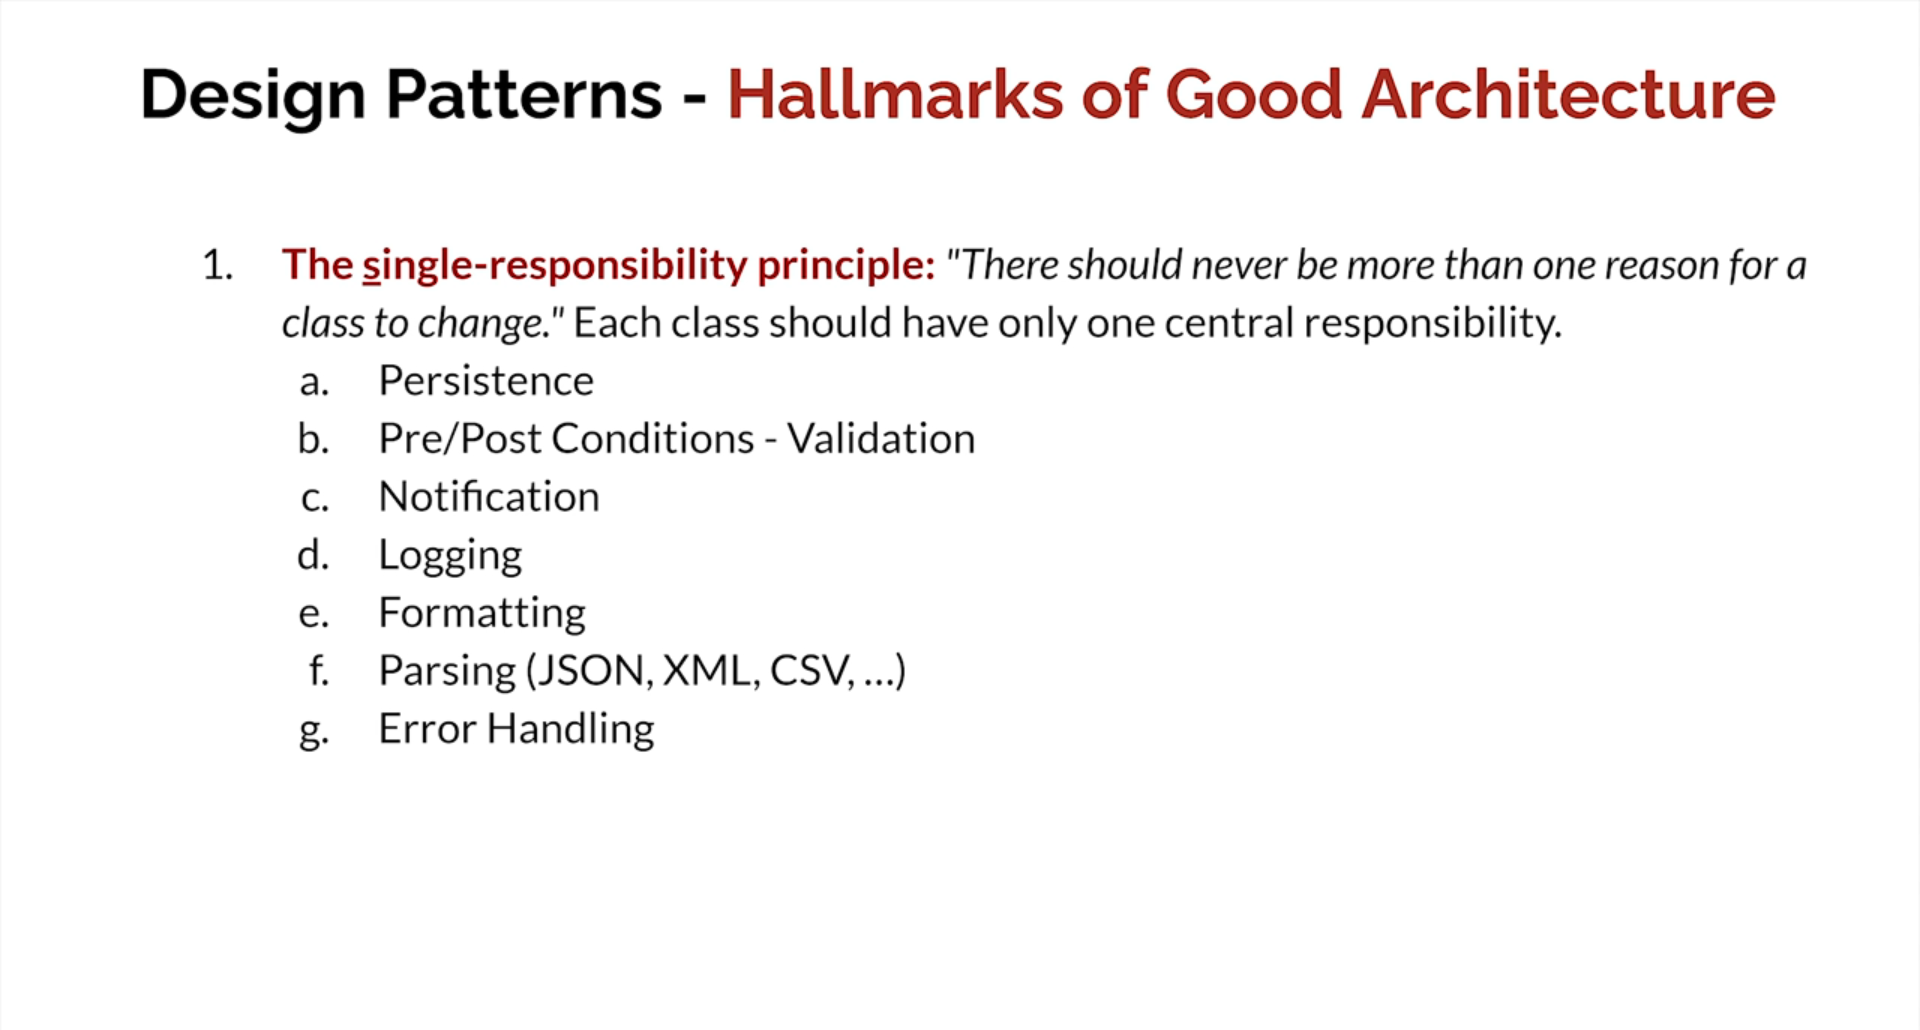 Design Patterns - Hallmarks of Good Architecture
1. The single-responsibility principle: "There should never be more than one reason for a
class to change." Each class should have only one central responsibility.
a. Persistence
b. Pre/Post Conditions - Validation
c. Notification
d. Logging
e. Formatting
f. Parsing (JSON, XML, CSV, ...)
g. Error Handling